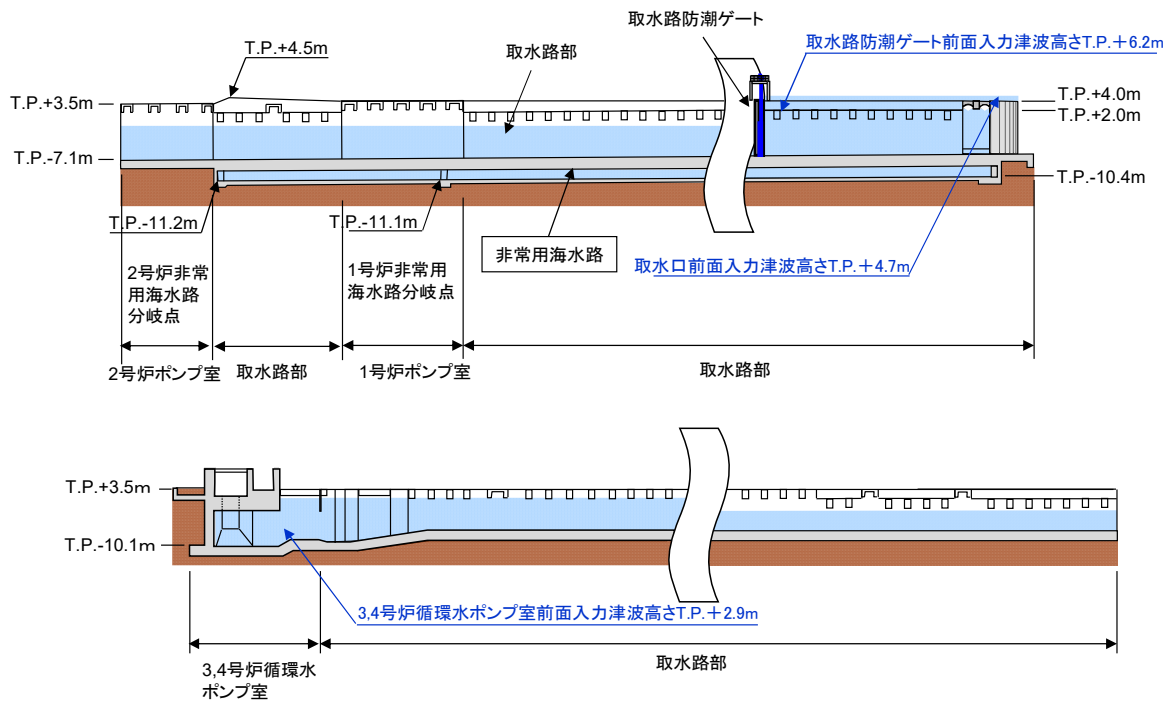 取水路防潮ゲート
T.P.+4.5m
取水路部
取水路防潮ゲート前面入力津波高さT.P.+6.2m
T.P.+3.5m
T.P.+4.0m
T.P.+2.0m
T.P.-7.1m
T.P.-10.4m
T.P.-11.2m
T.P.-11.1m
非常用海水路
取水口前面入力津波高さT.P.+4.7m
2号炉非常
用海水路
分岐点
1号炉非常用
海水路分岐点
2号炉ポンプ室
取水路部
1号炉ポンプ室
取水路部
T.P.+3.5m
T.P.-10.1m
3,4号炉循環水ポンプ室前面入力津波高さT.P.+2.9m
3,4号炉循環水
ポンプ室
取水路部